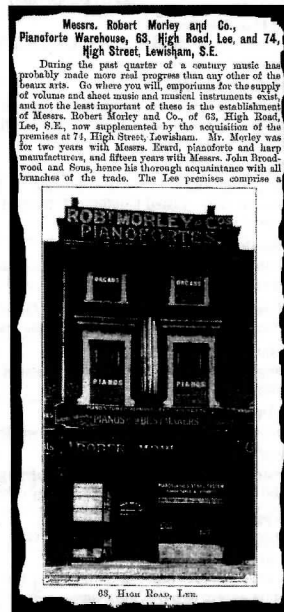 Messrs. Robert Morley and Co.,
Pianoforte Warehouse, 63, High Road, Lee, and 74,
High Street, Lewisham, S.E.
During the past quarter of a century music has
probably made more real progress than any other of the
beaux arts. Go where you will, emporiums for the supply
of volume and sheet music and musical instruments exist,
and not the least important of these is the establishment
of Messrs. Robert Morley and Co., of 63, High Road,
Lee, S.E., now supplemented by the acquisition of the
premises at 74, High Street, Lewisham. Mr. Morley was
for two years with Messrs. Erard, pianoforte and harp
manufacturers, and fifteen years with Messrs. John Broad-
wood and Sons, hence his thorough acquaintance with all
branches of the trade. The Lee premises comprise a
ROBT. MORLEY & CO'S
PIANOFORTES
ORGANS ORGANS
PIANOS PIANOS
PIANOS BEST MAKERS
ROBER
63, High Road, Lee.